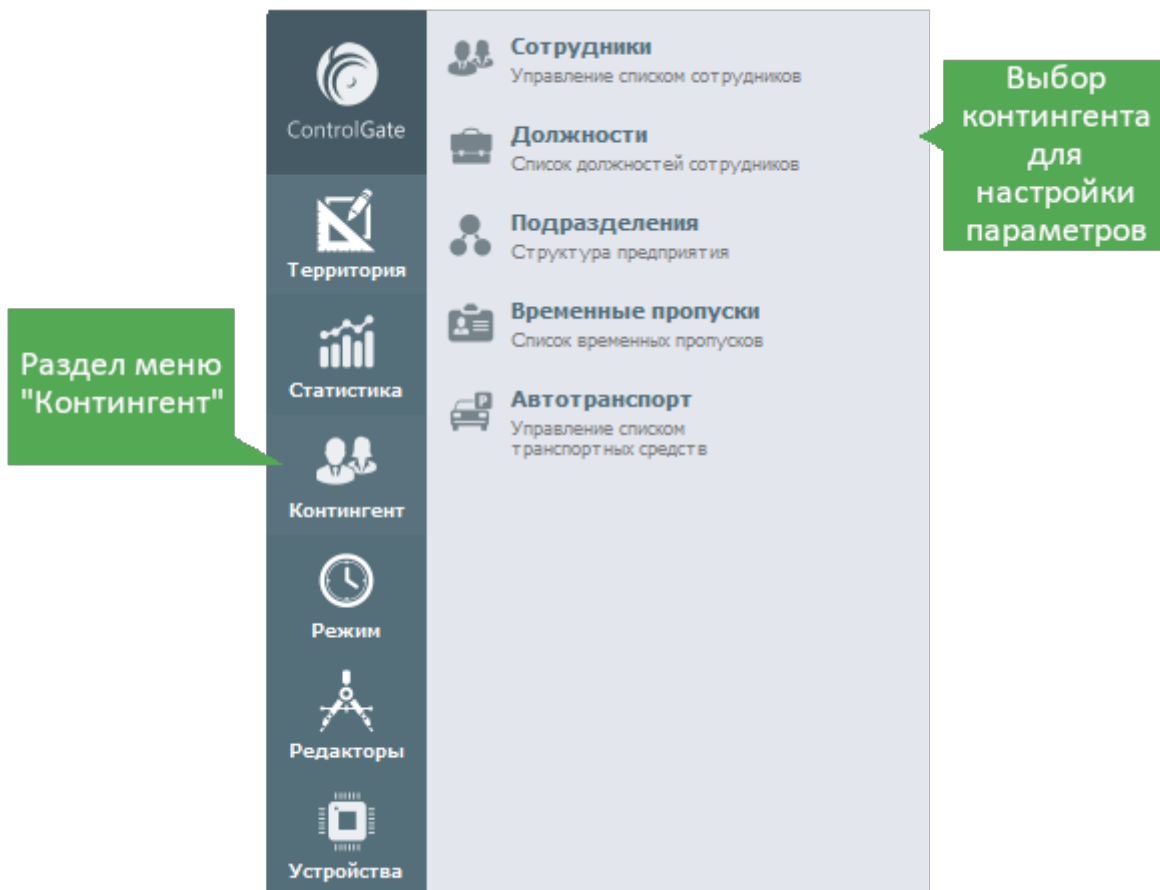 ControlGate
Территория
Статистика
Контингент
Режим
Редакторы
Устройства
Сотрудники
Управление списком сотрудников
Должности
Список должностей сотрудников
Подразделения
Структура предприятия
Временные пропуски
Список временных пропусков
Автотранспорт
Управление списком
транспортных средств
P
Раздел меню
"Контингент"
Выбор
контингента
для
настройки
параметров